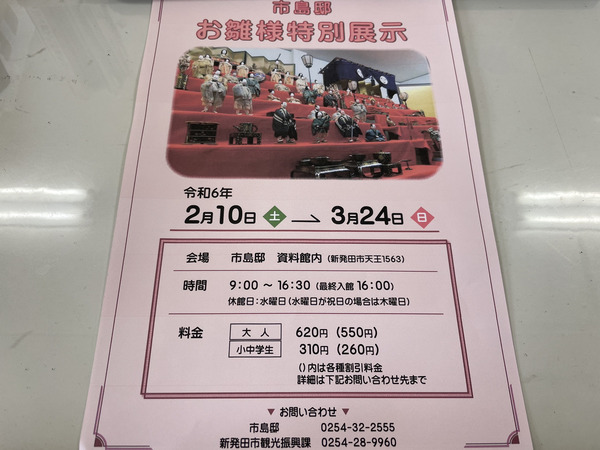 市島邸
お雛様特別展示
令和6年
2月10日 土 → 3月24日 日
会場 市島邸 資料館内 (新発田市天王1563)
時間 9:00 ～ 16:30 (最終入館 16:00)
休館日:水曜日(水曜日が祝日の場合は木曜日)
料金 大人 620円 (550円)
小中学生 310円 (260円)
()内は各種割引料金
詳細は下記お問い合わせ先まで
▼ お問い合わせ ▼
市島邸 0254-32-2555
新発田市観光振興課 0254-28-9960